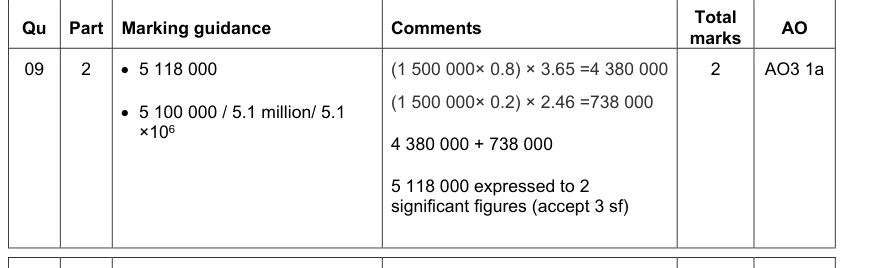 Qu Part Marking guidance Comments Total marks AO
09 2 • 5 118 000 (1 500 000× 0.8) × 3.65 =4 380 000 2 AO3 1a
(1 500 000× 0.2) × 2.46 =738 000
• 5 100 000 / 5.1 million/ 5.1
×10⁶
4 380 000 + 738 000
5 118 000 expressed to 2
significant figures (accept 3 sf)